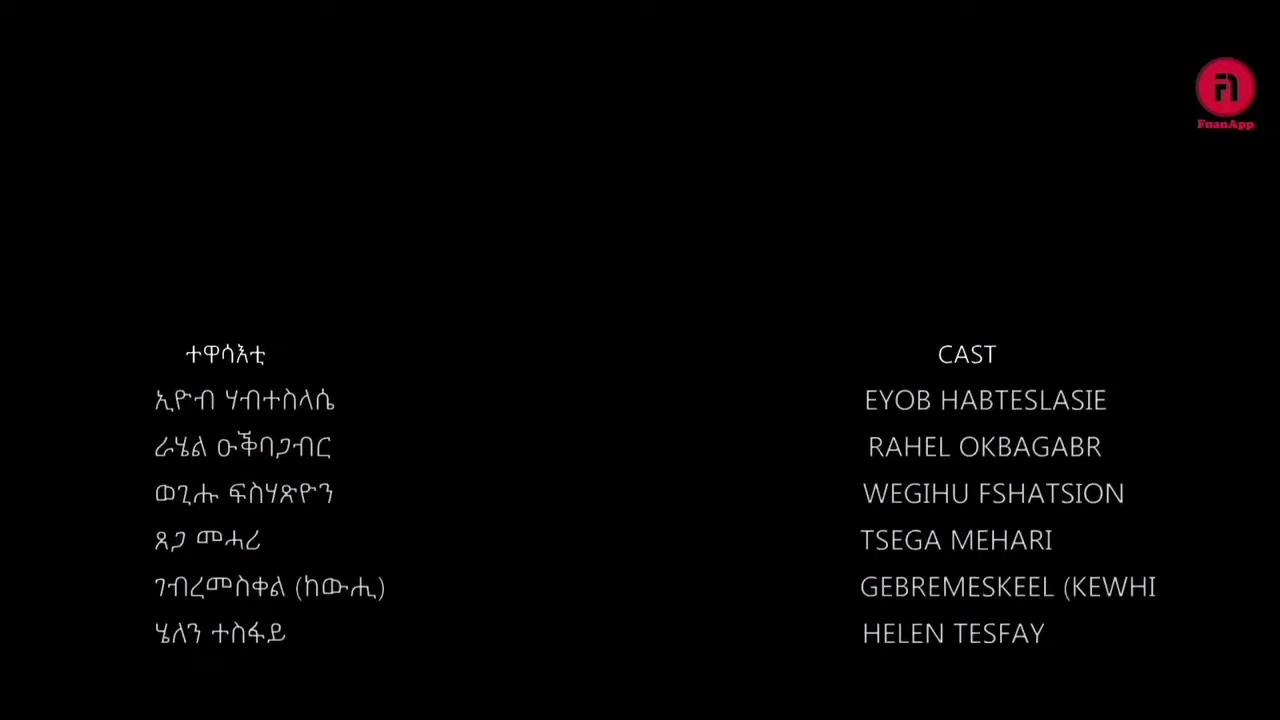 FnanApp
ተዋሳእቲ CAST
ኢዮብ ሃብተስላሴ EYOB HABTESLASIE
ራሄል ዑቕባጋብር RAHEL OKBAGABR
ወጊሑ ፍስሃጽዮን WEGIHU FSHATSION
ጸጋ መሓሪ TSEGA MEHARI
ገብረመስቀል (ከውሒ) GEBREMESKEEL (KEWHI
ሄለን ተስፋይ HELEN TESFAY